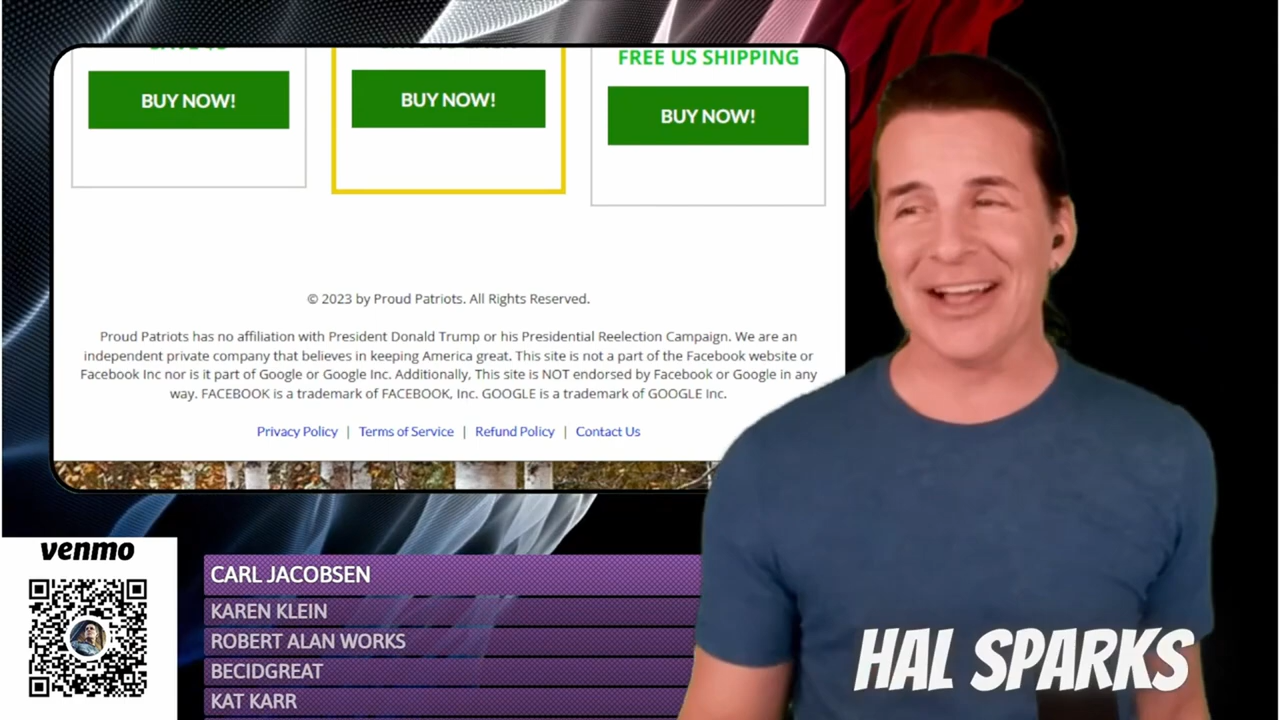 FREE US SHIPPING
BUY NOW!
BUY NOW!
BUY NOW!
© 2023 by Proud Patriots. All Rights Reserved.
Proud Patriots has no affiliation with President Donald Trump or his Presidential Reelection Campaign. We are an
independent private company that believes in keeping America great. This site is not a part of the Facebook website or
Facebook Inc nor is it part of Google or Google Inc. Additionally, This site is NOT endorsed by Facebook or Google in any
way. FACEBOOK is a trademark of FACEBOOK, Inc. GOOGLE is a trademark of GOOGLE Inc.
Privacy Policy | Terms of Service | Refund Policy | Contact Us
venmo
CARL JACOBSEN
KAREN KLEIN
ROBERT ALAN WORKS
BECIDGREAT
KAT KARR
HAL SPARKS